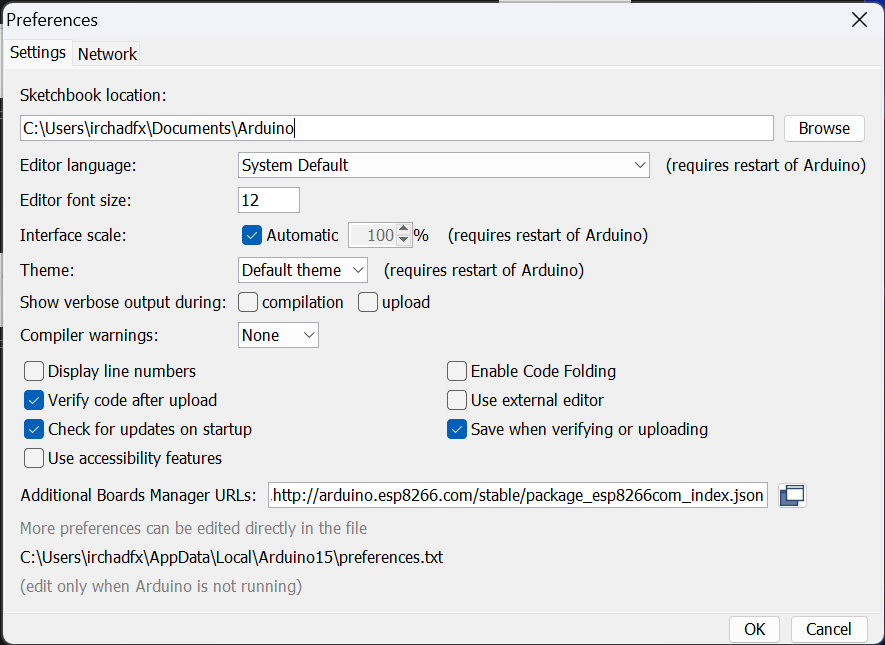 Preferences
Settings Network
Sketchbook location:
C:\Users\irchadfx\Documents\Arduino Browse
Editor language: System Default (requires restart of Arduino)
Editor font size: 12
Interface scale: Automatic 100 % (requires restart of Arduino)
Theme: Default theme (requires restart of Arduino)
Show verbose output during: compilation upload
Compiler warnings: None
Display line numbers Enable Code Folding
Verify code after upload Use external editor
Check for updates on startup Save when verifying or uploading
Use accessibility features
Additional Boards Manager URLs: http://arduino.esp8266.com/stable/package_esp8266com_index.json
More preferences can be edited directly in the file
C:\Users\irchadfx\AppData\Local\Arduino15\preferences.txt
(edit only when Arduino is not running)
OK Cancel